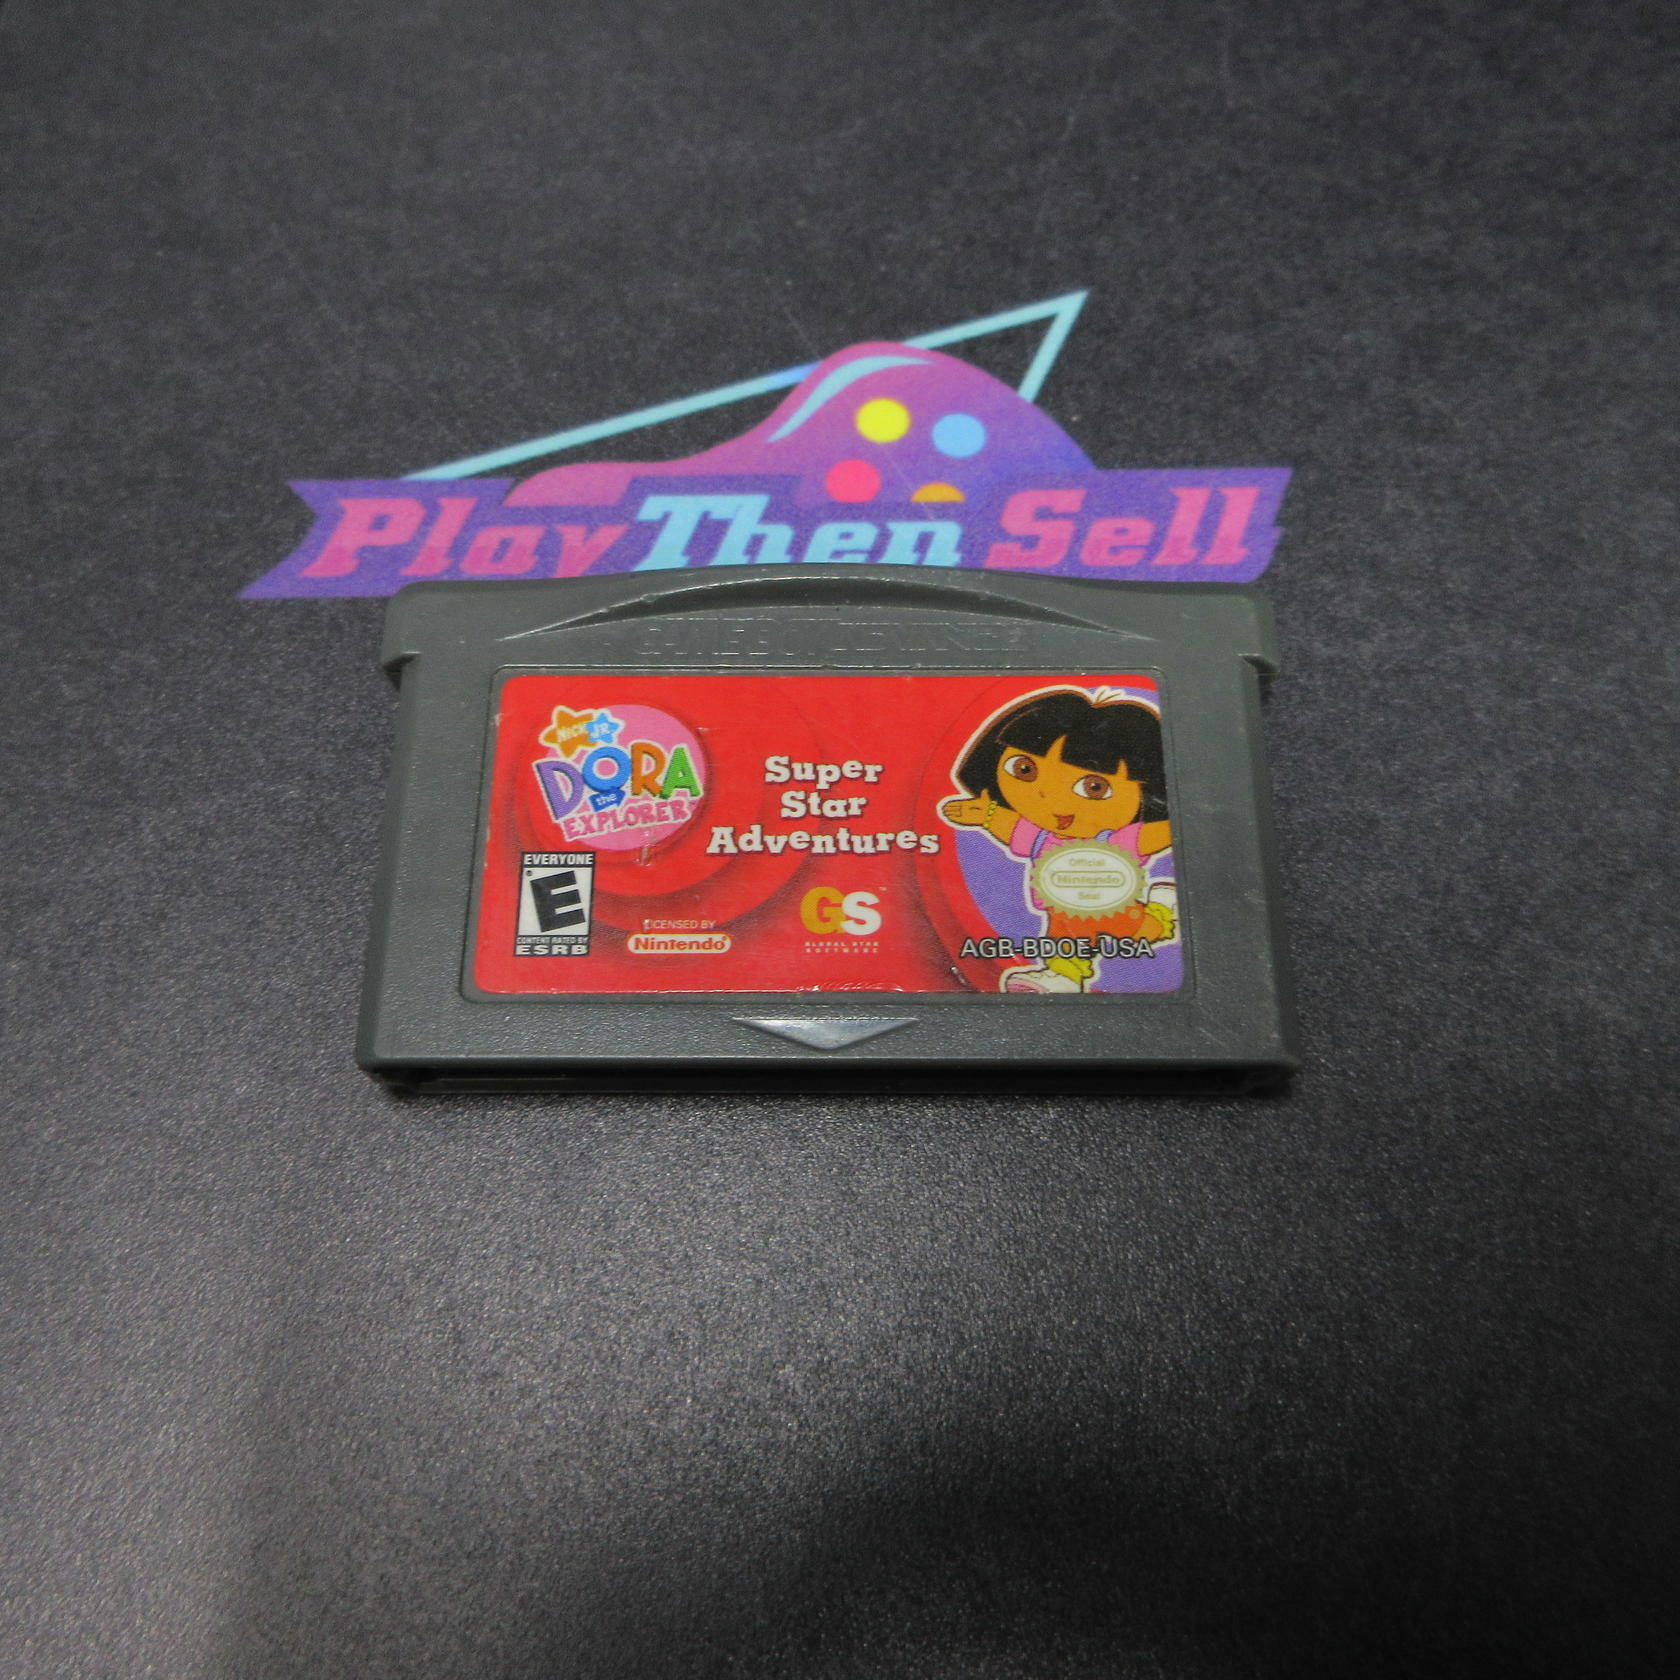 Play Then Sell
GAME BOY ADVANCE
NICK JR
DORA
the
EXPLORER
Super
Star
Adventures
EVERYONE
E
CONTENT RATED BY
ESRB
LICENSED BY
Nintendo
GS™
GLOBAL STAR
SOFTWARE
Official
Nintendo
Seal
AGB-BDOE-USA